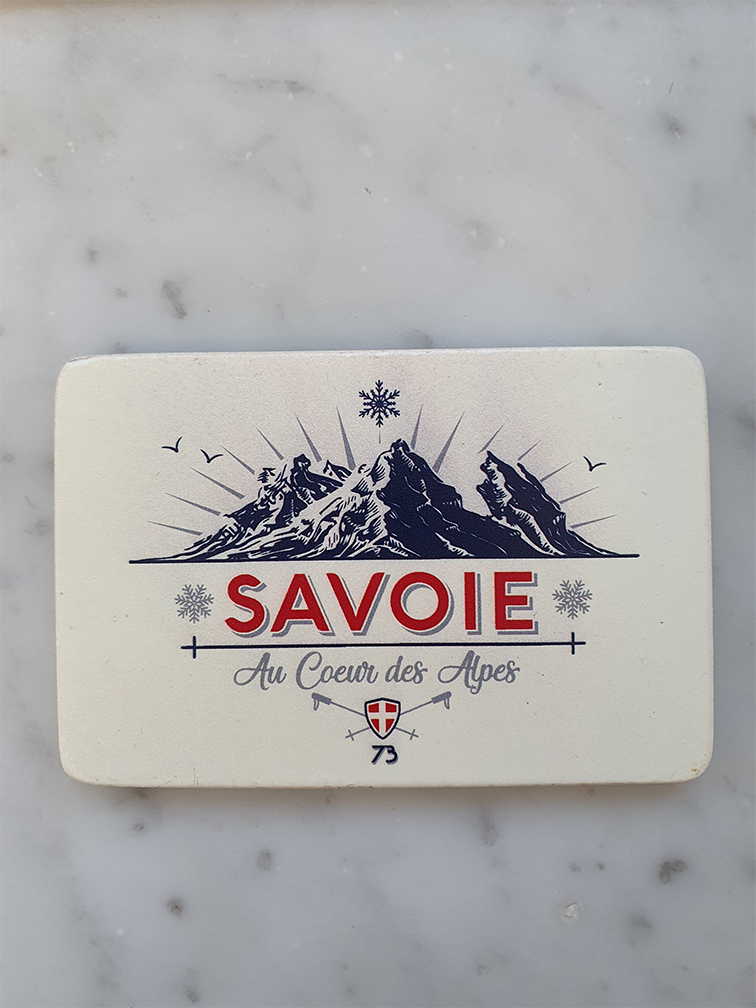 SAVOIE
Au Coeur des Alpes
73